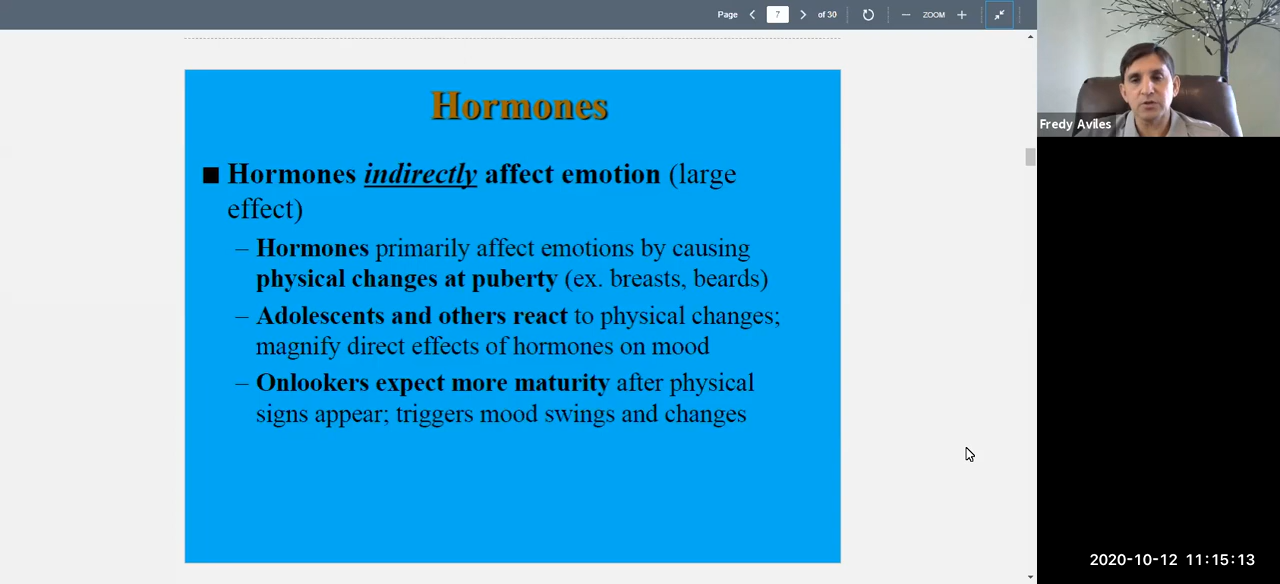 Page 7 of 30 ZOOM
Hormones
Hormones indirectly affect emotion (large
effect)
– Hormones primarily affect emotions by causing
physical changes at puberty (ex. breasts, beards)
– Adolescents and others react to physical changes;
magnify direct effects of hormones on mood
– Onlookers expect more maturity after physical
signs appear; triggers mood swings and changes
Fredy Aviles
2020-10-12 11:15:13